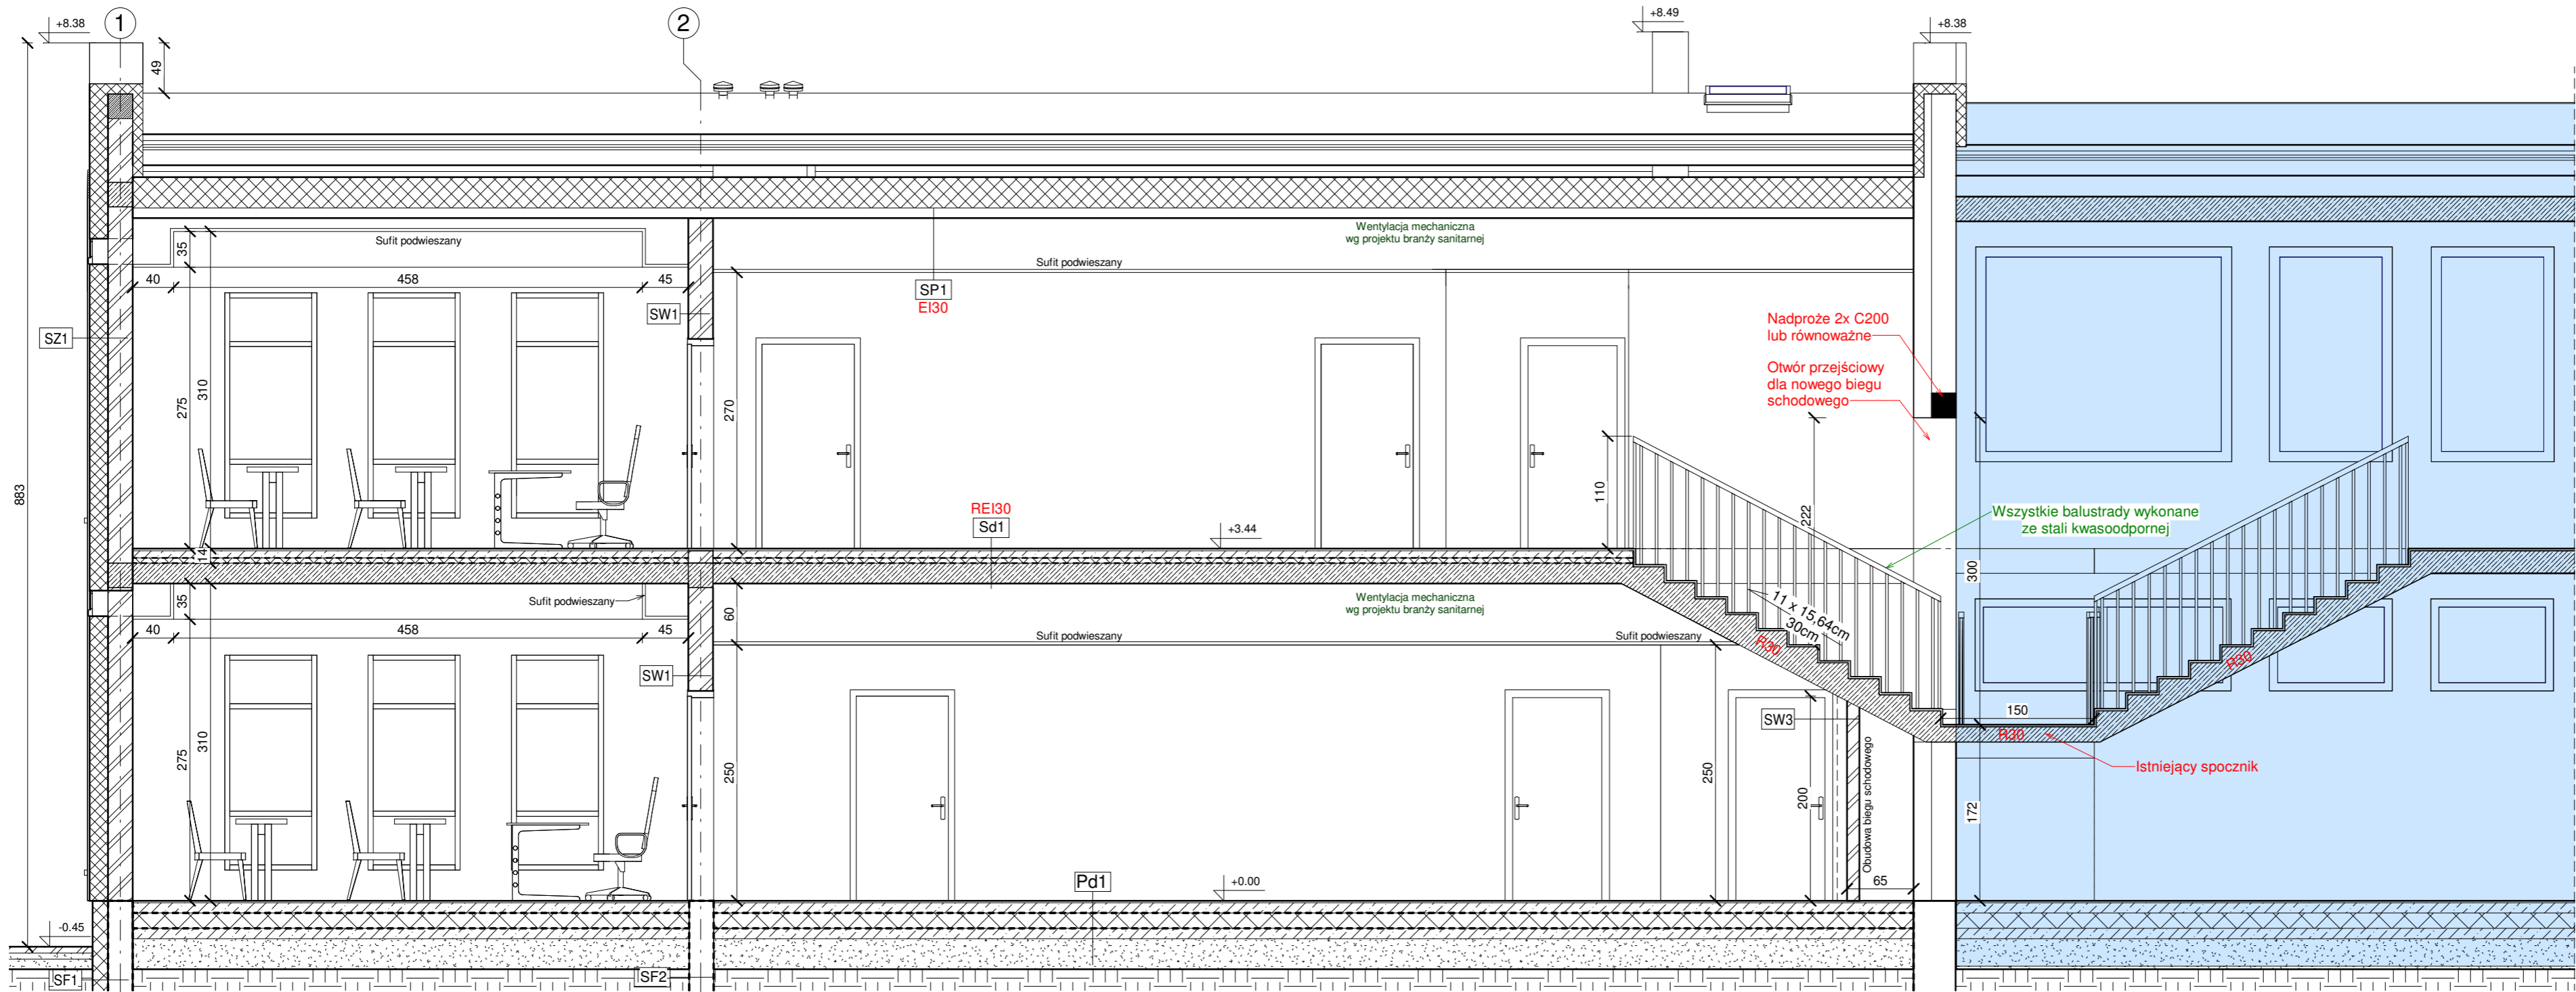 +8.38
1
2
+8.49
+8.38
49
Sufit podwieszany
35
40
458
45
SW1
SZ1
310
275
883
14
Wentylacja mechaniczna
wg projektu branży sanitarnej
Sufit podwieszany
SP1
EI30
270
REI30
Sd1
+3.44
110
222
Nadproże 2x C200
lub równoważne
Otwór przejściowy
dla nowego biegu
schodowego
Wszystkie balustrady wykonane
ze stali kwasoodpornej
300
11 x 15,64cm
30cm
R30
R30
150
R30
Istniejący spocznik
172
35
Sufit podwieszany
40
458
45
SW1
310
275
60
Wentylacja mechaniczna
wg projektu branży sanitarnej
Sufit podwieszany
Sufit podwieszany
250
250
200
SW3
Obudowa biegu schodowego
65
Pd1
+0.00
-0.45
SF1
SF2